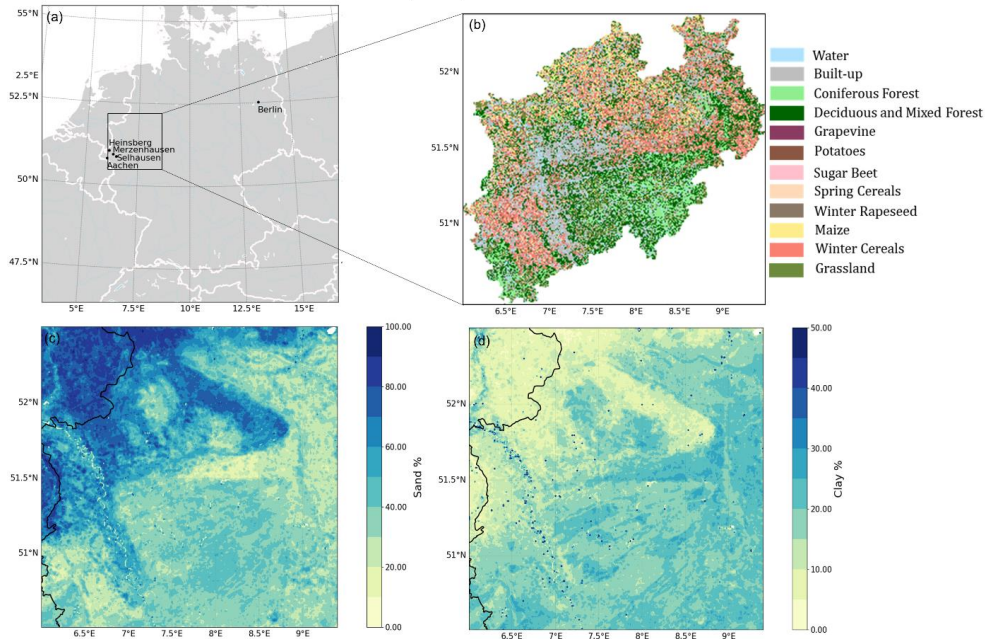 (a)
55°N
2.5°E
52.5°N
50°N
47.5°N
Berlin
Heinsberg
Merzenhausen
Selhausen
Aachen
5°E 7.5°E 10°E 12.5°E 15°E
(b)
52°N
51.5°N
51°N
6.5°E 7°E 7.5°E 8°E 8.5°E 9°E
Water
Built-up
Coniferous Forest
Deciduous and Mixed Forest
Grapevine
Potatoes
Sugar Beet
Spring Cereals
Winter Rapeseed
Maize
Winter Cereals
Grassland
(c)
52°N
51.5°N
51°N
6.5°E 7°E 7.5°E 8°E 8.5°E 9°E
100.00
80.00
60.00
40.00
20.00
0.00
Sand %
(d)
52°N
51.5°N
51°N
6.5°E 7°E 7.5°E 8°E 8.5°E 9°E
50.00
40.00
30.00
20.00
10.00
0.00
Clay %